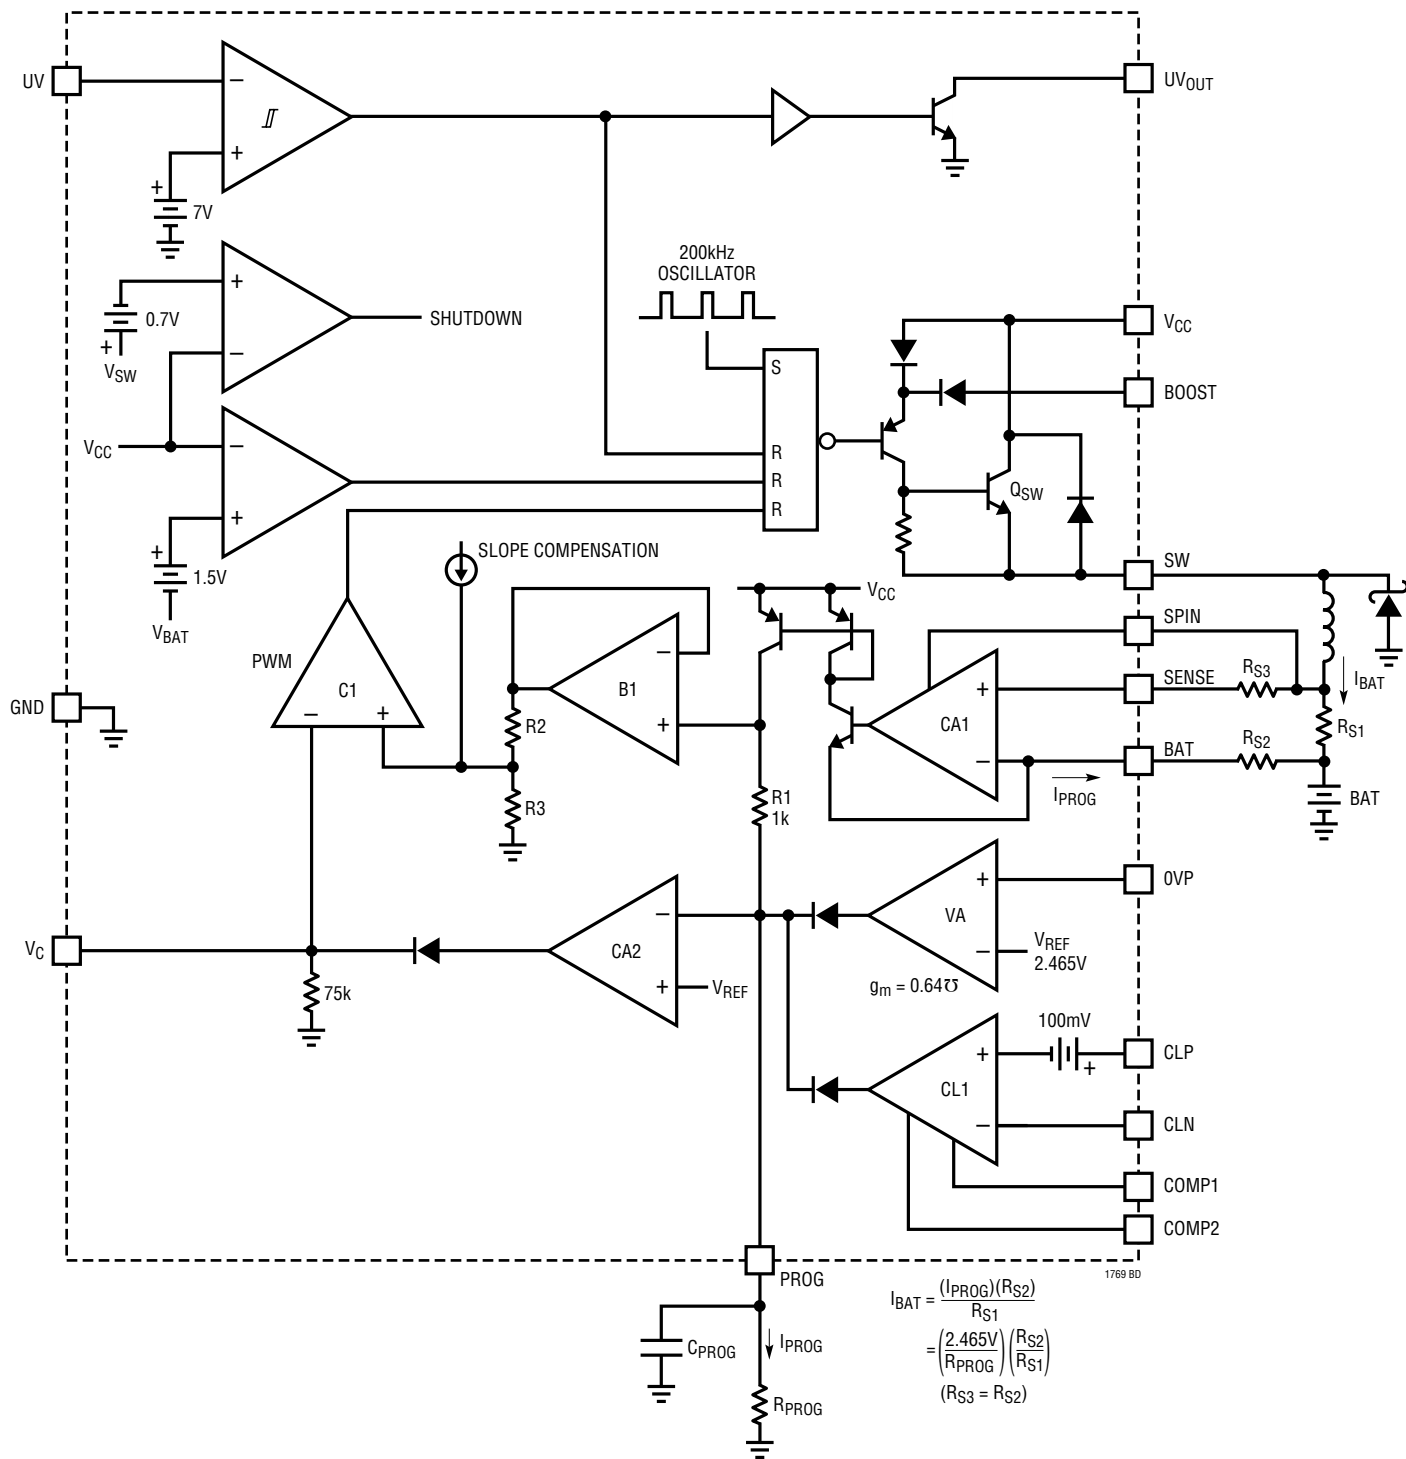 UV
−
+
7V
UVOUT
+
+
0.7V
+
VSW
−
SHUTDOWN
200kHz
OSCILLATOR
S
R
R
R
VCC
BOOST
QSW
SW
VCC
−
+
+
1.5V
VBAT
PWM
C1
−
+
SLOPE COMPENSATION
B1
−
+
R2
R3
VCC
R1
1k
CA1
+
−
SPIN
SENSE
BAT
IPROG
RS3
RS2
IBAT
RS1
BAT
GND
VC
75k
CA2
−
+
VREF
VA
+
−
VREF
2.465V
gm = 0.64℧
0VP
100mV
+
CL1
+
−
CLP
CLN
COMP1
COMP2
PROG
1769 BD
CPROG
IPROG
RPROG
IBAT = (IPROG)(RS2)
RS1
= (2.465V
RPROG) (RS2
RS1)
(RS3 = RS2)